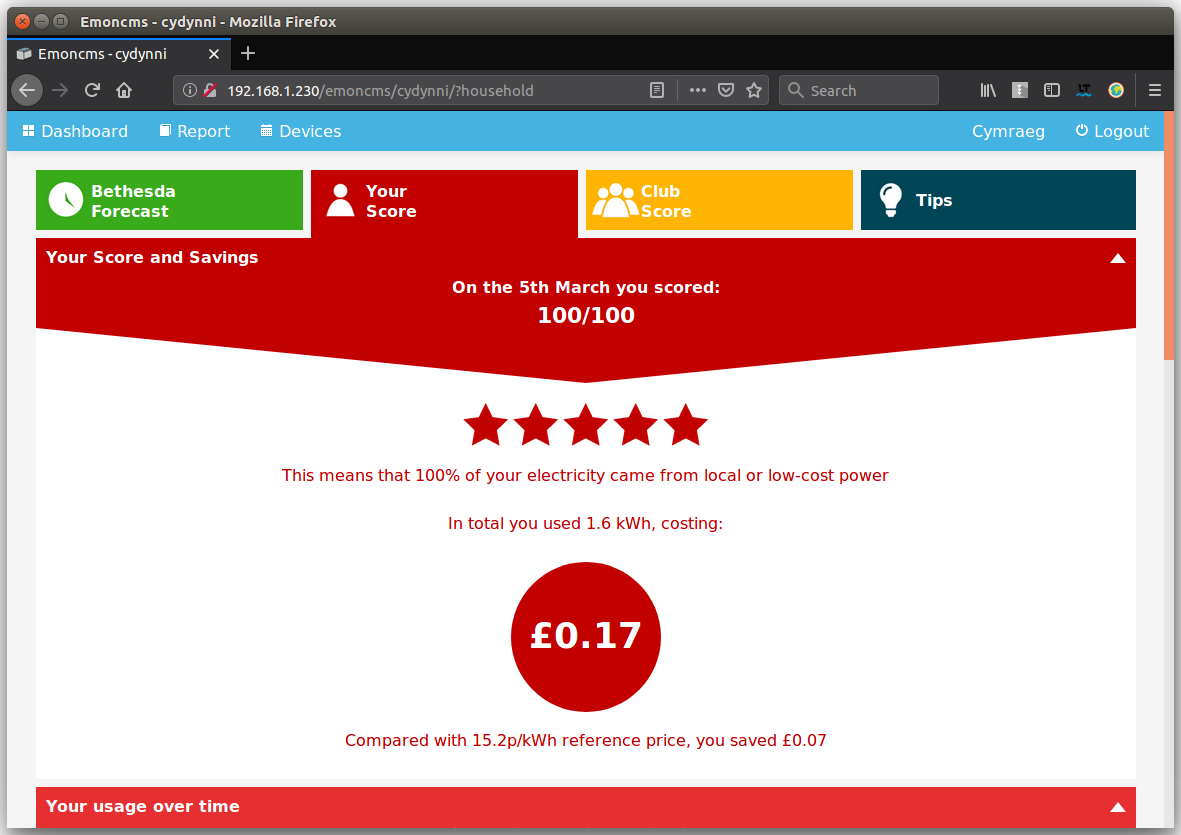 Emoncms - cydynni - Mozilla Firefox
Emoncms - cydynni
192.168.1.230/emoncms/cydynni/?household
Search
Dashboard
Report
Devices
Cymraeg
Logout
Bethesda
Forecast
Your
Score
Club
Score
Tips
Your Score and Savings
On the 5th March you scored:
100/100
This means that 100% of your electricity came from local or low-cost power
In total you used 1.6 kWh, costing:
£0.17
Compared with 15.2p/kWh reference price, you saved £0.07
Your usage over time